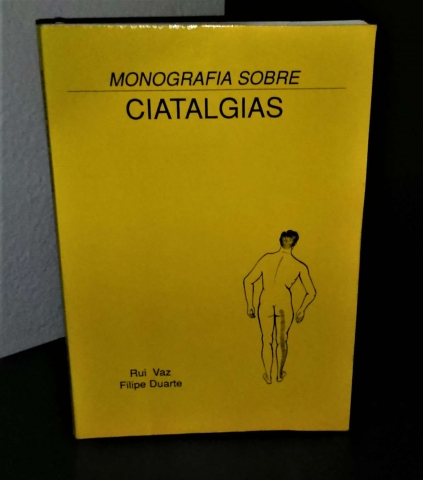 MONOGRAFIA SOBRE
CIATALGIAS
Rui Vaz
Filipe Duarte